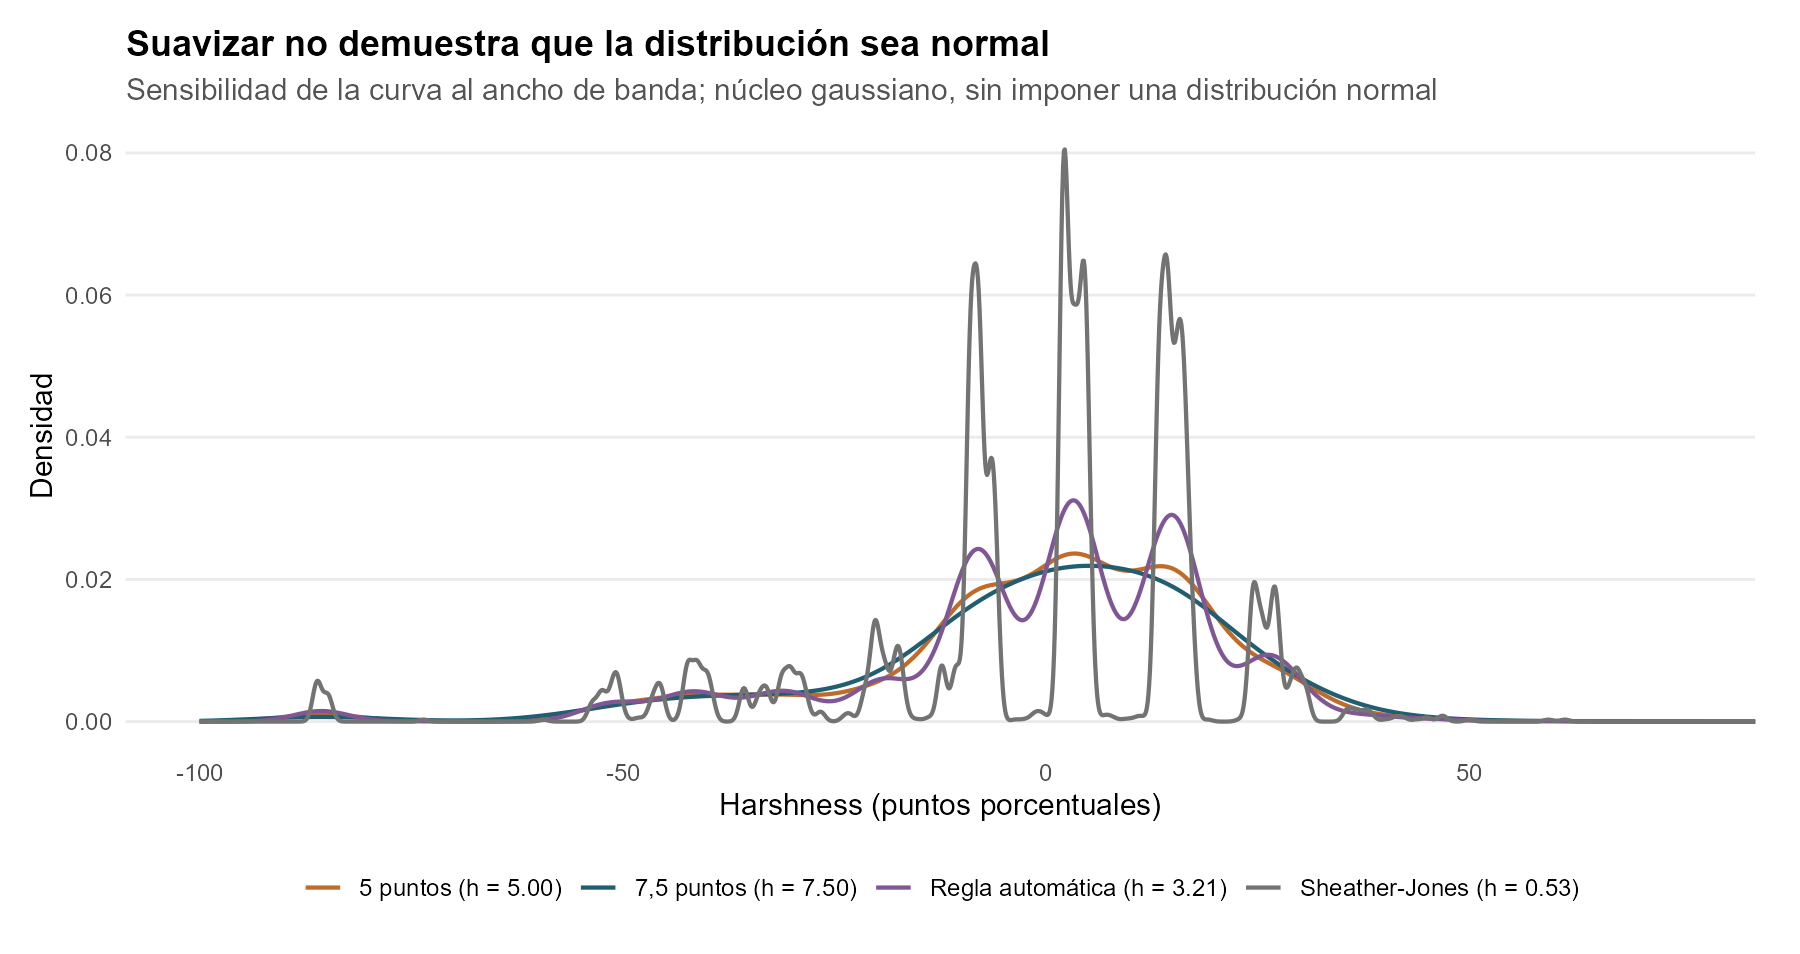 Suavizar no demuestra que la distribución sea normal
Sensibilidad de la curva al ancho de banda; núcleo gaussiano, sin imponer una distribución normal
Densidad
0.08
0.06
0.04
0.02
0.00
-100 -50 0 50
Harshness (puntos porcentuales)
5 puntos (h = 5.00) 7,5 puntos (h = 7.50) Regla automática (h = 3.21) Sheather-Jones (h = 0.53)